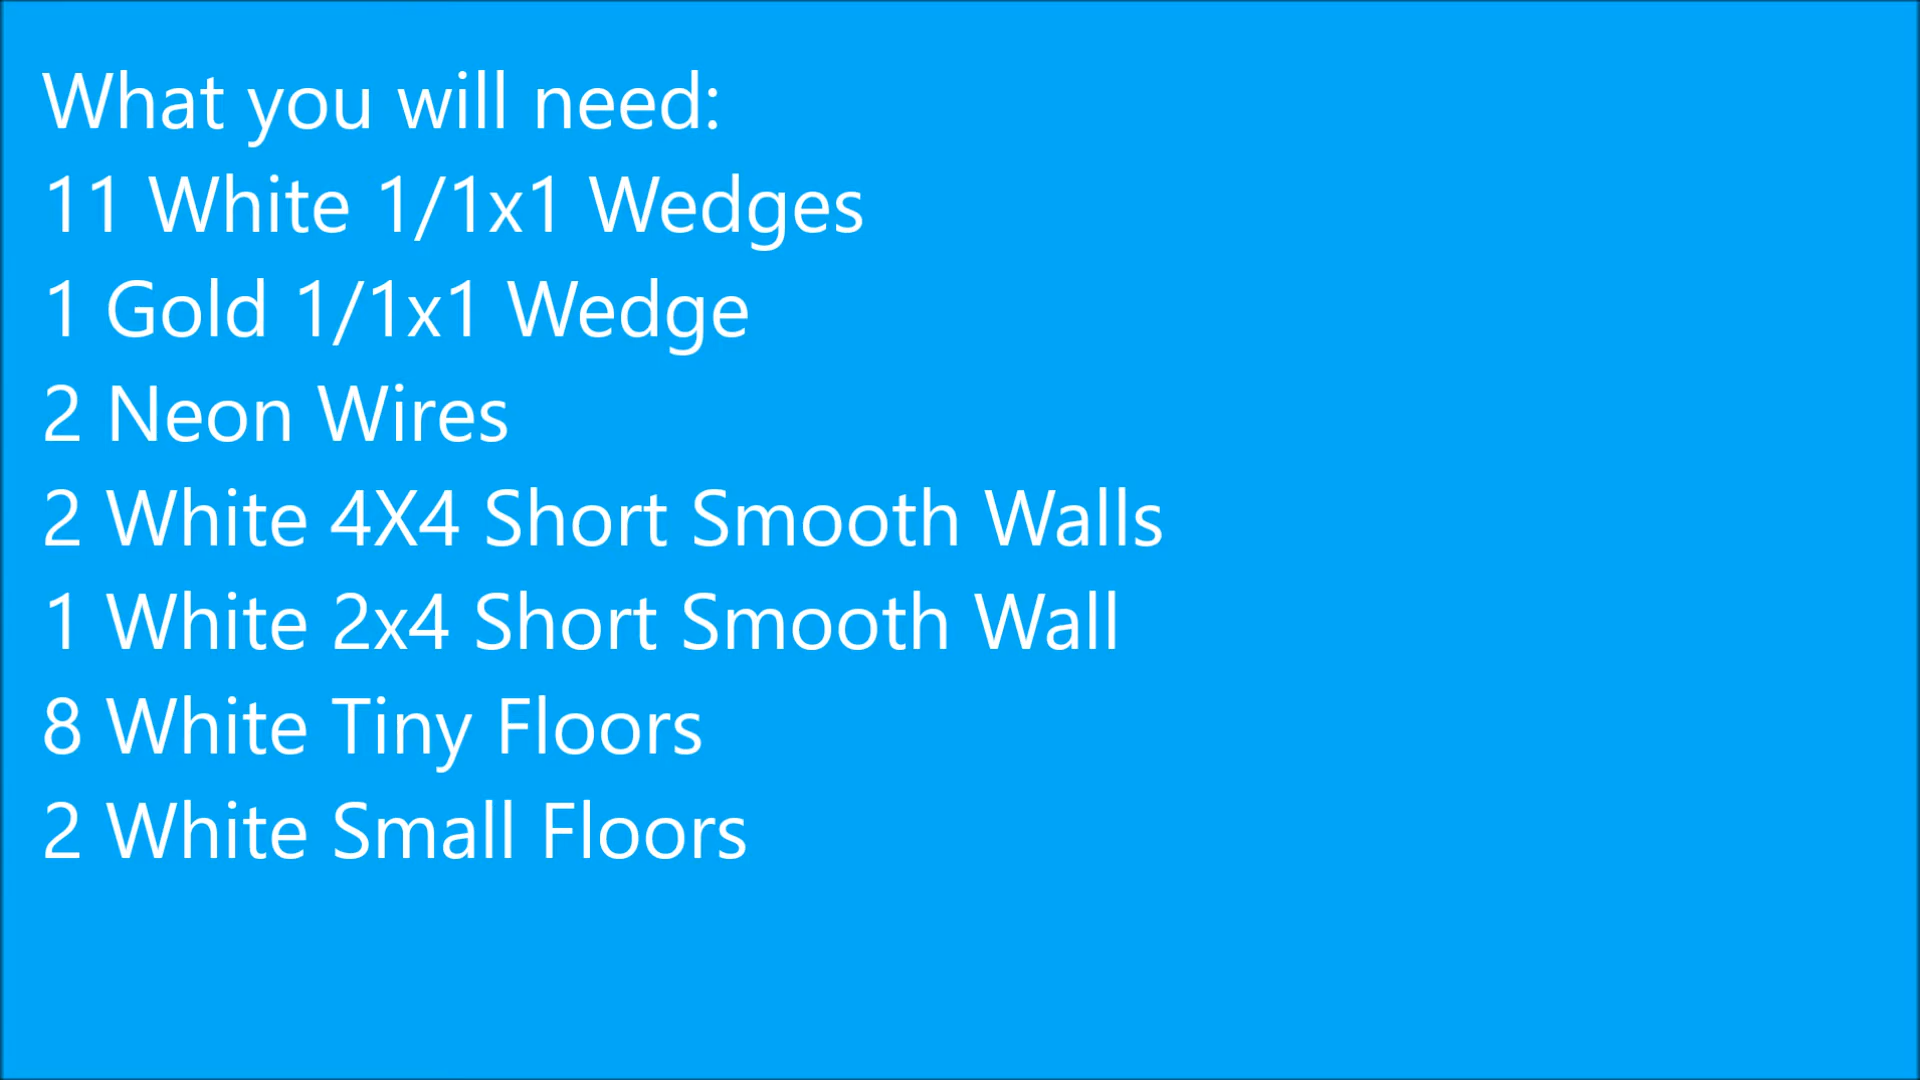 What you will need:
11 White 1/1x1 Wedges
1 Gold 1/1x1 Wedge
2 Neon Wires
2 White 4X4 Short Smooth Walls
1 White 2x4 Short Smooth Wall
8 White Tiny Floors
2 White Small Floors